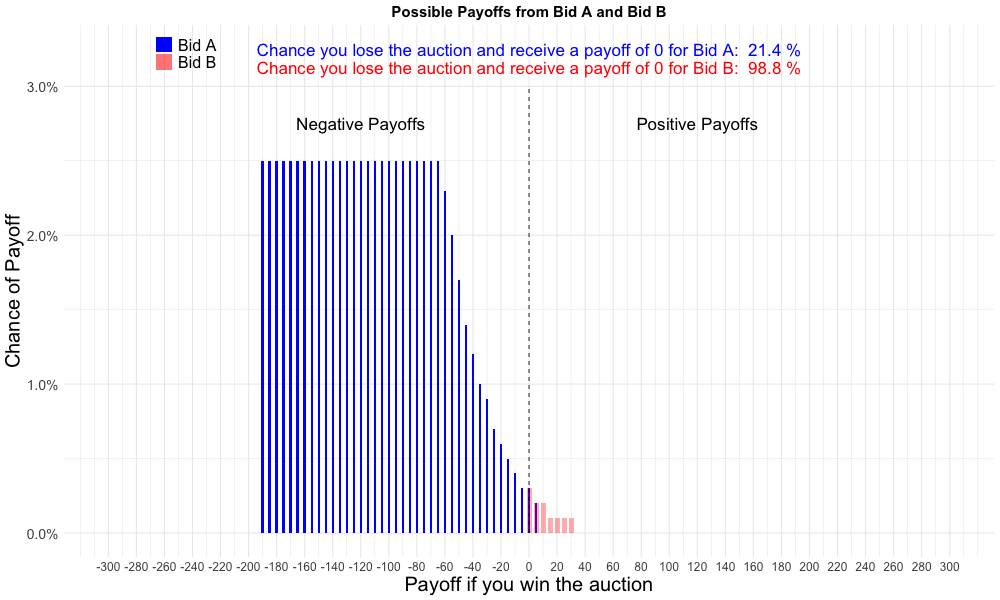 Possible Payoffs from Bid A and Bid B
Bid A
Bid B
Chance you lose the auction and receive a payoff of 0 for Bid A: 21.4 %
Chance you lose the auction and receive a payoff of 0 for Bid B: 98.8 %
Negative Payoffs
Positive Payoffs
Chance of Payoff
3.0%
2.0%
1.0%
0.0%
-300 -280 -260 -240 -220 -200 -180 -160 -140 -120 -100 -80 -60 -40 -20 0 20 40 60 80 100 120 140 160 180 200 220 240 260 280 300
Payoff if you win the auction